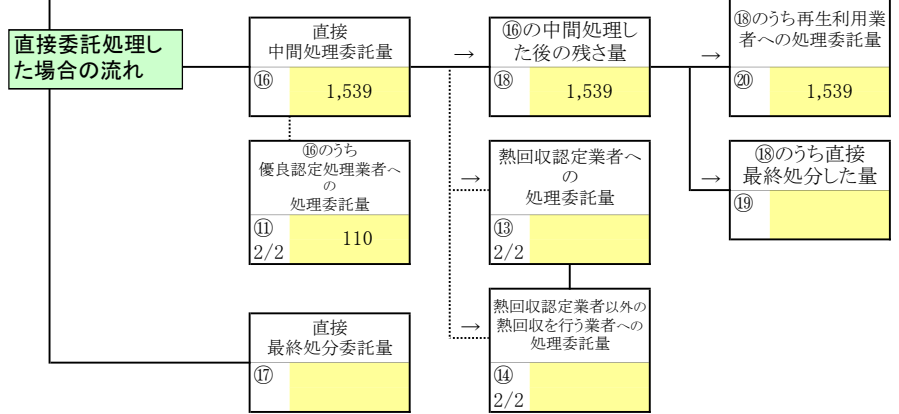 直接委託処理し
た場合の流れ
直接
中間処理委託量
⑯
1,539
→
⑯の中間処理し
た後の残さ量
⑱
1,539
→
⑱のうち再生利用業
者への処理委託量
⑳
1,539
⑯のうち
優良認定処理業者へ
の
処理委託量
⑪
2/2
110
→
熱回収認定業者へ
の
処理委託量
⑬
2/2
→
⑱のうち直接
最終処分した量
⑲
直接
最終処分委託量
⑰
→
熱回収認定業者以外の
熱回収を行う業者への
処理委託量
⑭
2/2